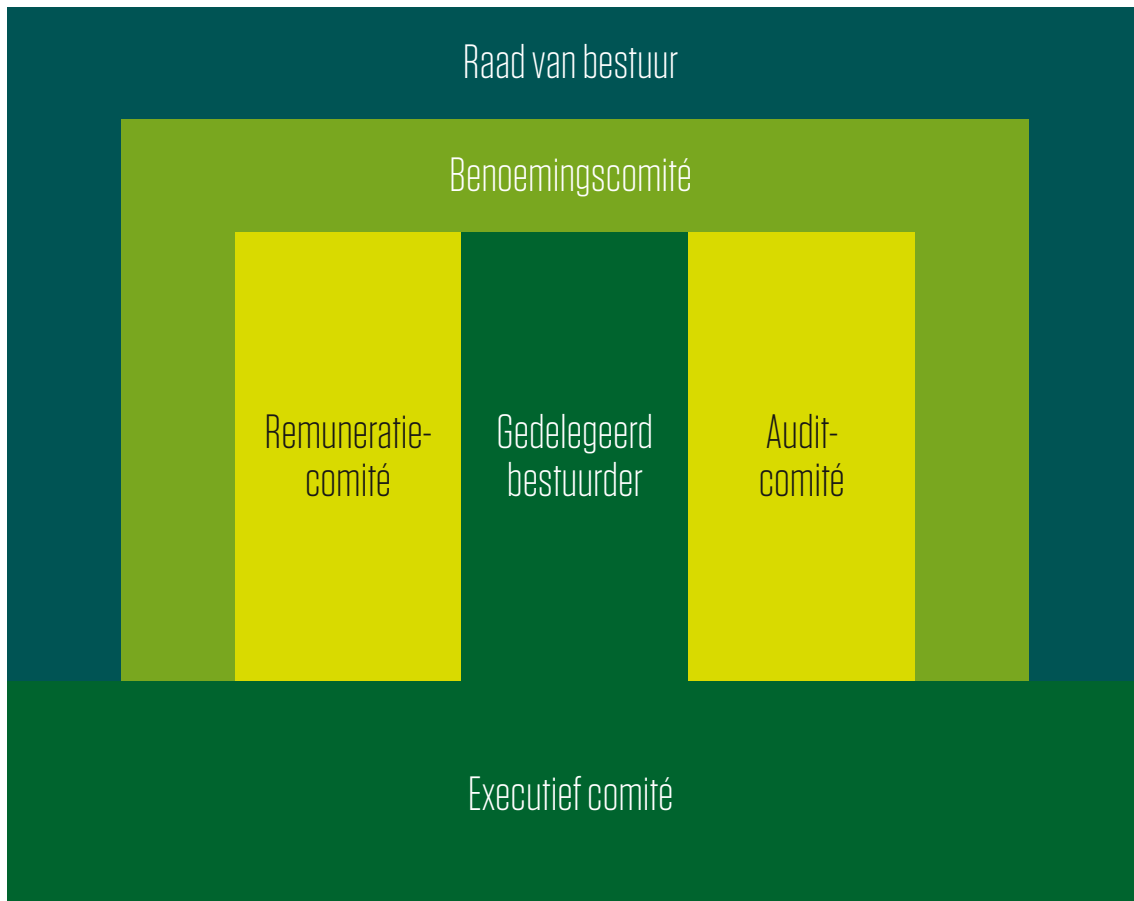 Raad van bestuur
Benoemingscomité
Remuneratie-
comité
Gedelegeerd
bestuurder
Audit-
comité
Executief comité